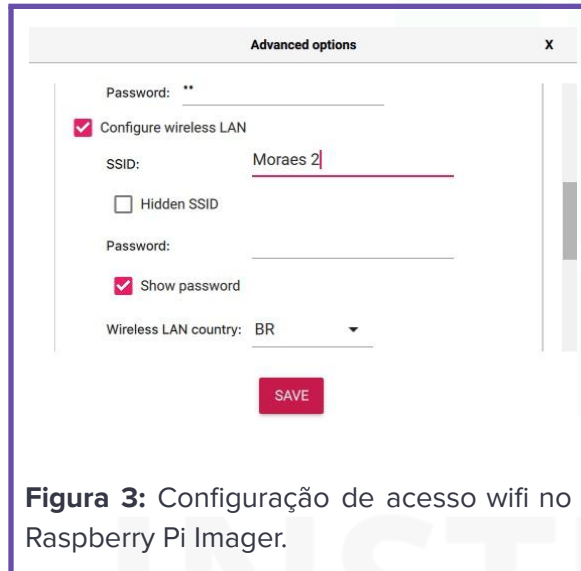 Advanced options X
Password: **
Configure wireless LAN
SSID: Moraes 2
Hidden SSID
Password:
Show password
Wireless LAN country: BR
SAVE
Figura 3: Configuração de acesso wifi no
Raspberry Pi Imager.